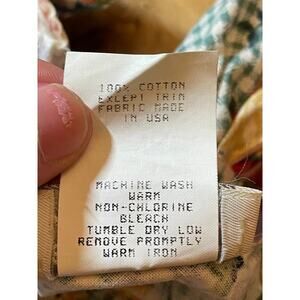 100% COTTON
EXCEPT TRIM
FABRIC MADE
IN USA
MACHINE WASH
WARM
NON-CHLORINE
BLEACH
TUMBLE DRY LOW
REMOVE PROMPTLY
WARM IRON